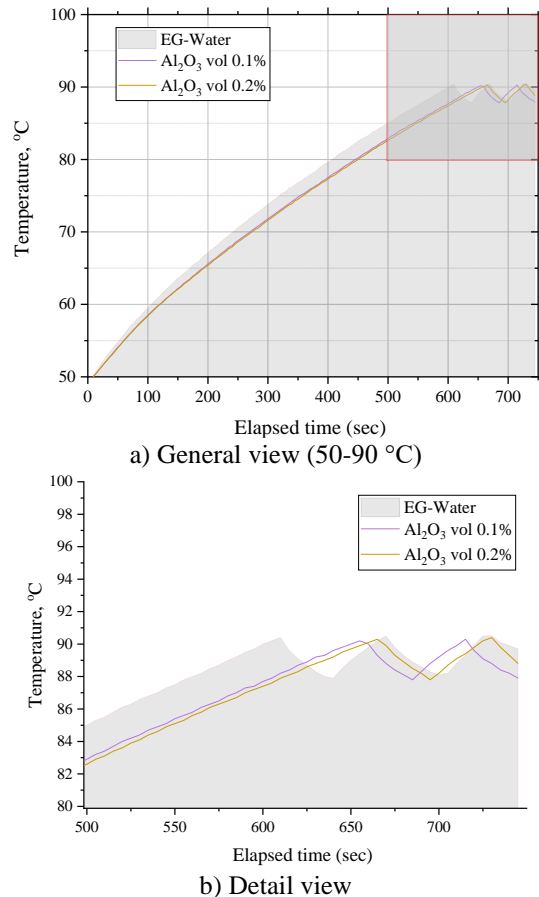 100
90
80
70
60
50
Temperature, °C
EG-Water
Al₂O₃ vol 0.1%
Al₂O₃ vol 0.2%
0 100 200 300 400 500 600 700
Elapsed time (sec)
a) General view (50-90 °C)
100
98
96
94
92
90
88
86
84
82
80
Temperature, °C
EG-Water
Al₂O₃ vol 0.1%
Al₂O₃ vol 0.2%
500 550 600 650 700
Elapsed time (sec)
b) Detail view